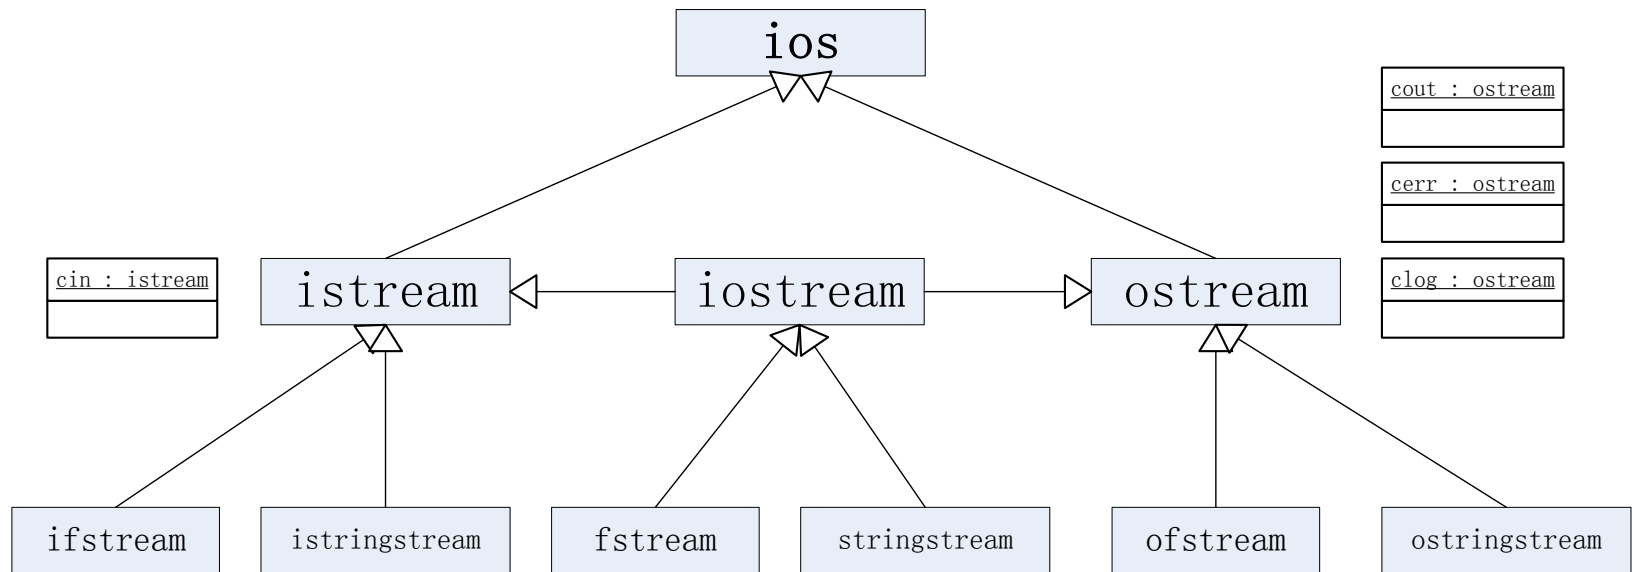 ios
cout : ostream
cerr : ostream
cin : istream
istream
iostream
ostream
clog : ostream
ifstream
istringstream
fstream
stringstream
ofstream
ostringstream